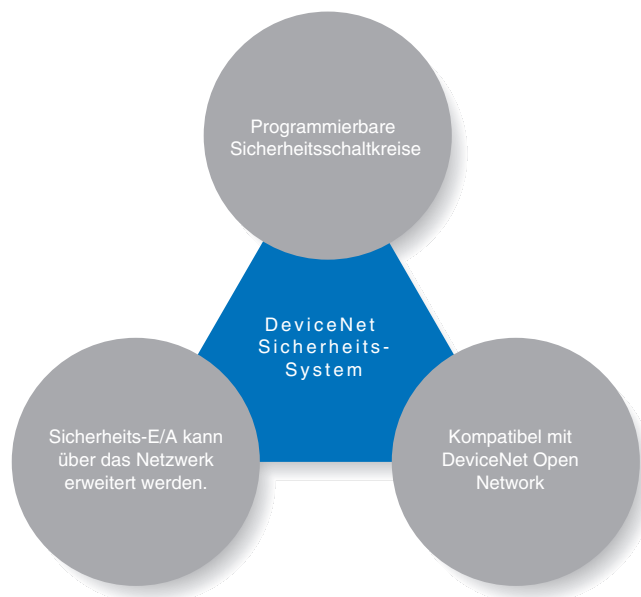 Programmierbare
Sicherheitsschaltkreise
DeviceNet
Sicherheits-
System
Sicherheits-E/A kann
über das Netzwerk
erweitert werden.
Kompatibel mit
DeviceNet Open
Network